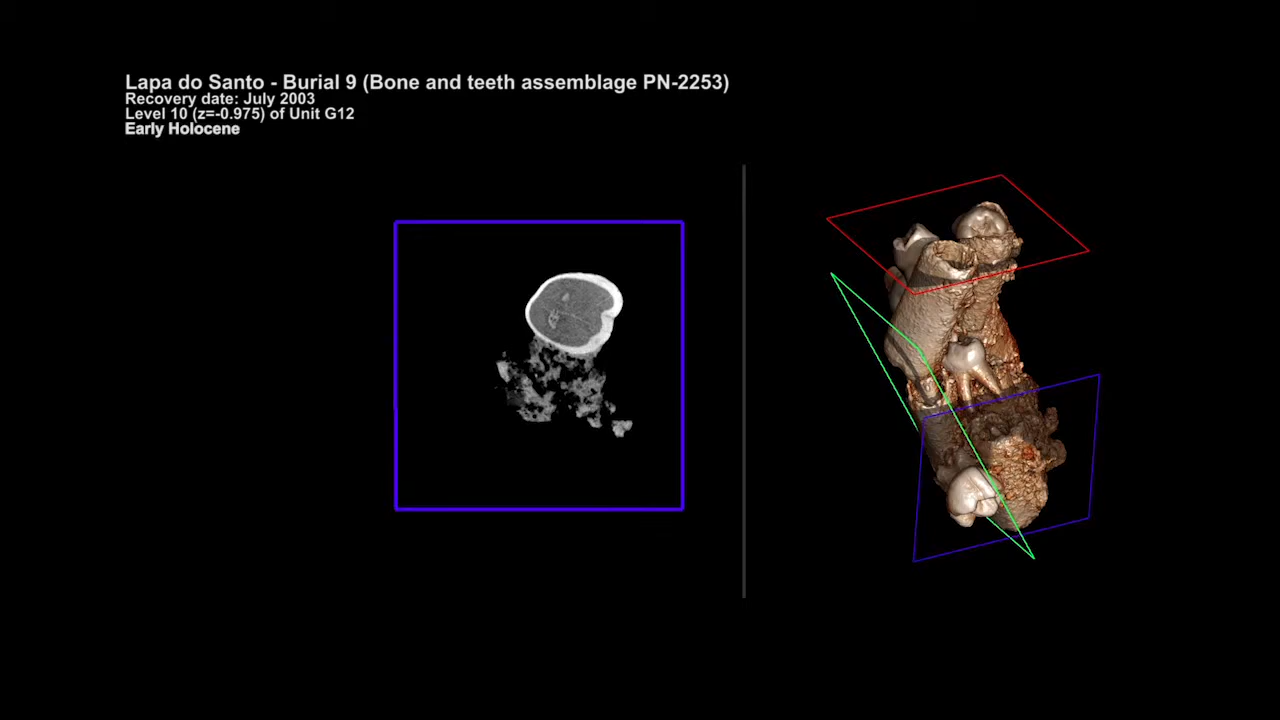 Lapa do Santo - Burial 9 (Bone and teeth assemblage PN-2253)
Recovery date: July 2003
Level 10 (z=-0.975) of Unit G12
Early Holocene